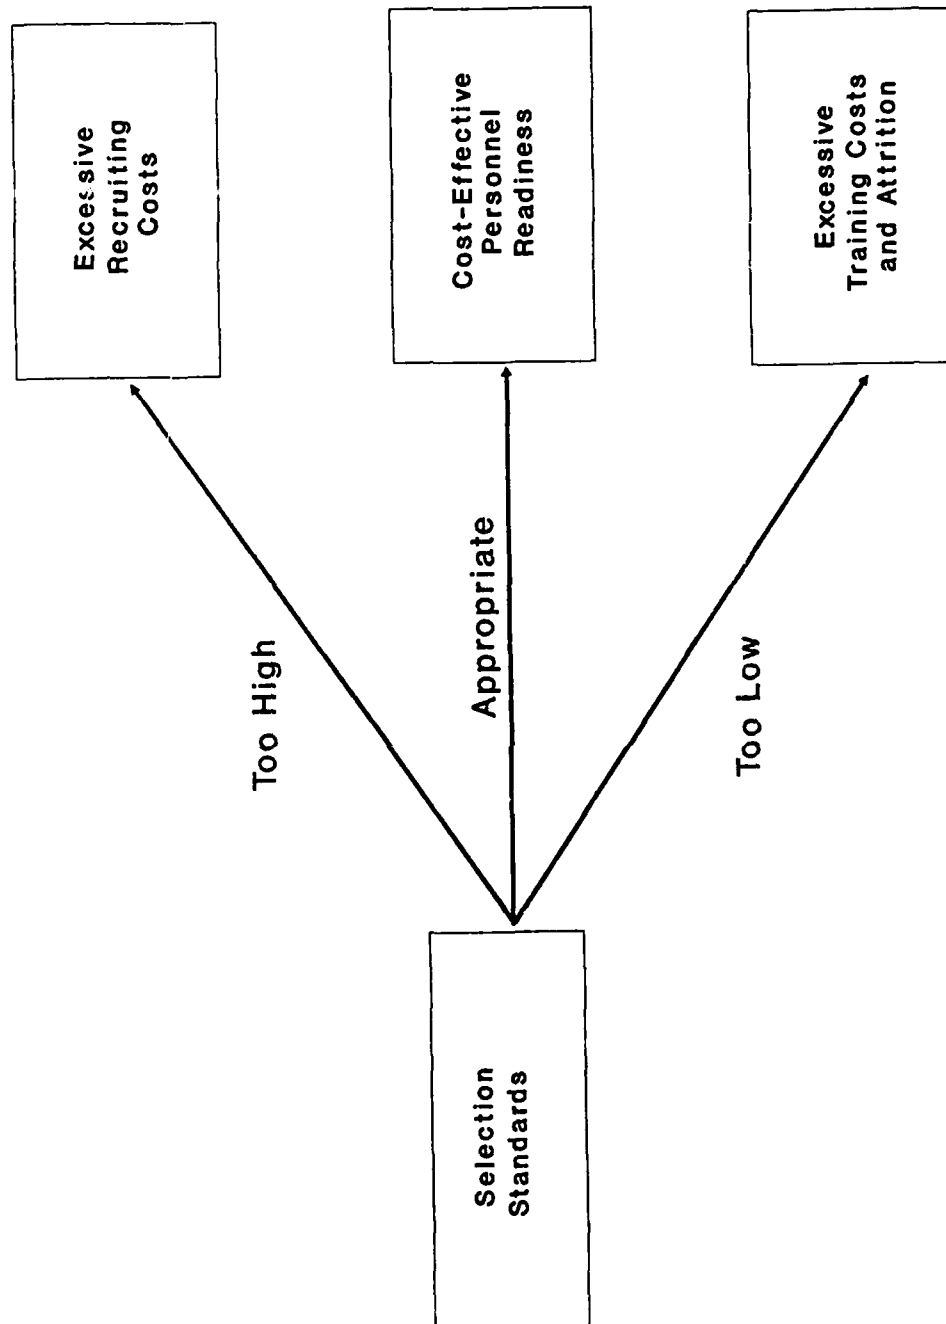 Selection
Standards
Too High
Appropriate
Too Low
Excessive
Recruiting
Costs
Cost-Effective
Personnel
Readiness
Excessive
Training Costs
and Attrition